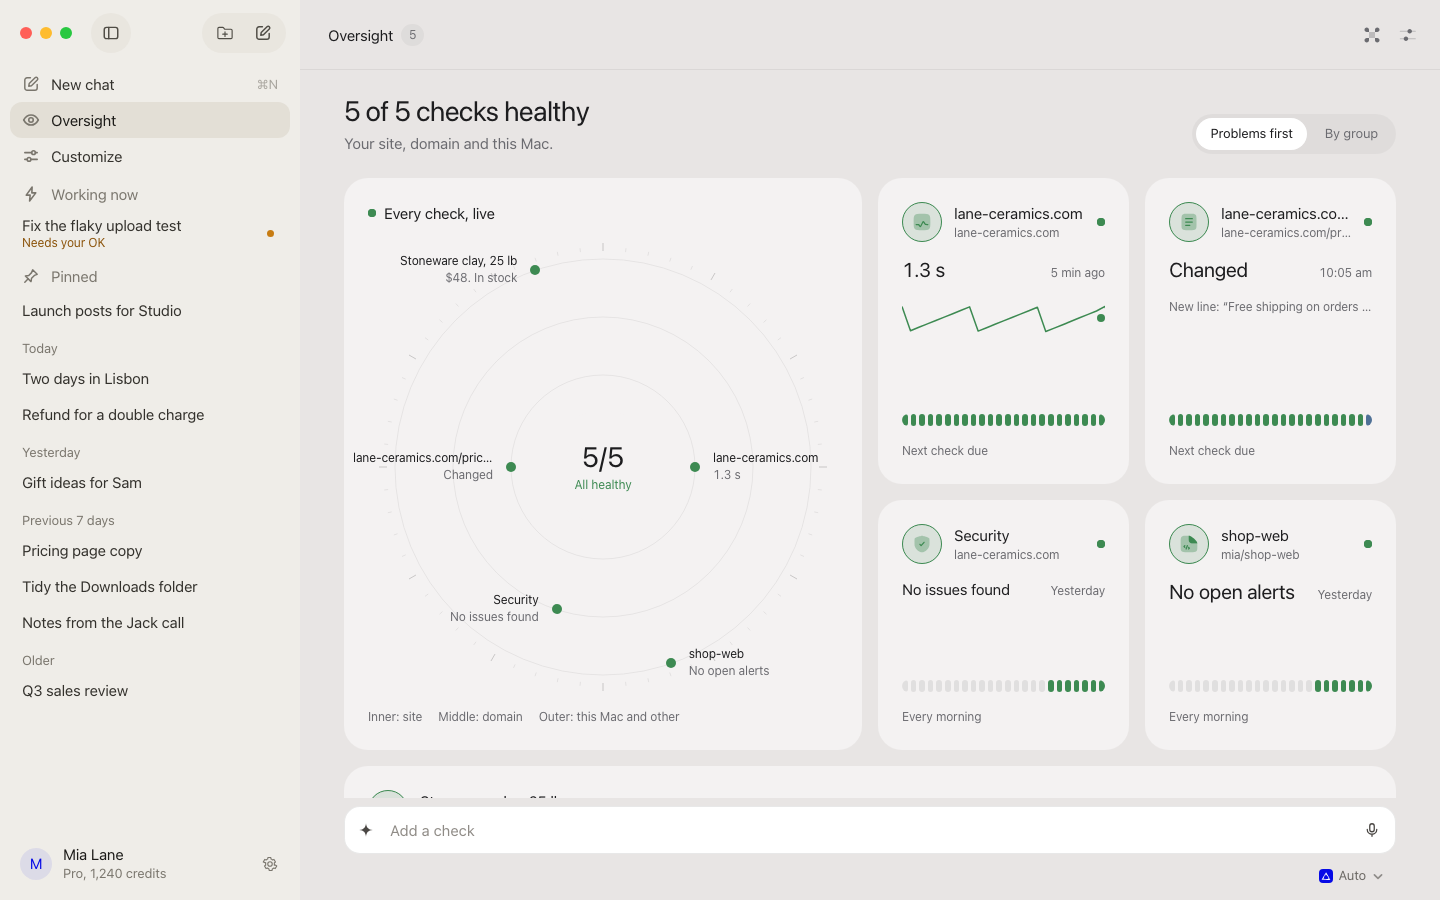 New chat
⌘N
Oversight
Customize
Working now
Fix the flaky upload test
Needs your OK
Pinned
Launch posts for Studio
Today
Two days in Lisbon
Refund for a double charge
Yesterday
Gift ideas for Sam
Previous 7 days
Pricing page copy
Tidy the Downloads folder
Notes from the Jack call
Older
Q3 sales review
M
Mia Lane
Pro, 1,240 credits
Oversight 5
5 of 5 checks healthy
Your site, domain and this Mac.
Problems first
By group
Every check, live
Stoneware clay, 25 lb
$48. In stock
lane-ceramics.com/pric...
Changed
5/5
All healthy
lane-ceramics.com
1.3 s
Security
No issues found
shop-web
No open alerts
Inner: site
Middle: domain
Outer: this Mac and other
lane-ceramics.com
lane-ceramics.com
1.3 s
5 min ago
Next check due
lane-ceramics.co...
lane-ceramics.com/pr...
Changed
10:05 am
New line: “Free shipping on orders ...
Next check due
Security
lane-ceramics.com
No issues found
Yesterday
Every morning
shop-web
mia/shop-web
No open alerts
Yesterday
Every morning
Add a check
Auto